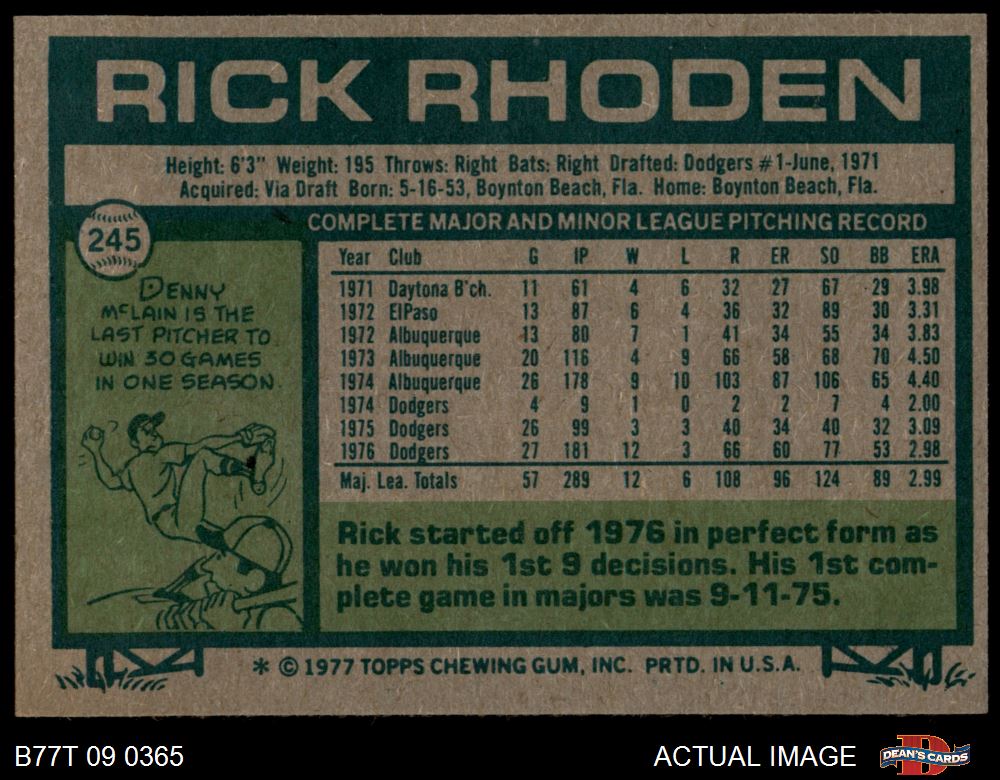 RICK RHODEN
Height: 6'3" Weight: 195 Throws: Right Bats: Right Drafted: Dodgers #1-June, 1971
Acquired: Via Draft Born: 5-16-53, Boynton Beach, Fla. Home: Boynton Beach, Fla.
245
DENNY
McLAIN IS THE
LAST PITCHER TO
WIN 30 GAMES
IN ONE SEASON.
COMPLETE MAJOR AND MINOR LEAGUE PITCHING RECORD
Year Club G IP W L R ER SO BB ERA
1971 Daytona B'ch. 11 61 4 6 32 27 67 29 3.98
1972 ElPaso 13 87 6 4 36 32 89 30 3.31
1972 Albuquerque 13 80 7 1 41 34 55 34 3.83
1973 Albuquerque 20 116 4 9 66 58 68 70 4.50
1974 Albuquerque 26 178 9 10 103 87 106 65 4.40
1974 Dodgers 4 9 1 0 2 2 7 4 2.00
1975 Dodgers 26 99 3 3 40 34 40 32 3.09
1976 Dodgers 27 181 12 3 66 60 77 53 2.98
Maj. Lea. Totals 57 289 12 6 108 96 124 89 2.99
Rick started off 1976 in perfect form as
he won his 1st 9 decisions. His 1st com-
plete game in majors was 9-11-75.
* © 1977 TOPPS CHEWING GUM, INC. PRTD. IN U.S.A.
B77T 09 0365
ACTUAL IMAGE
D
DEAN'S CARDS